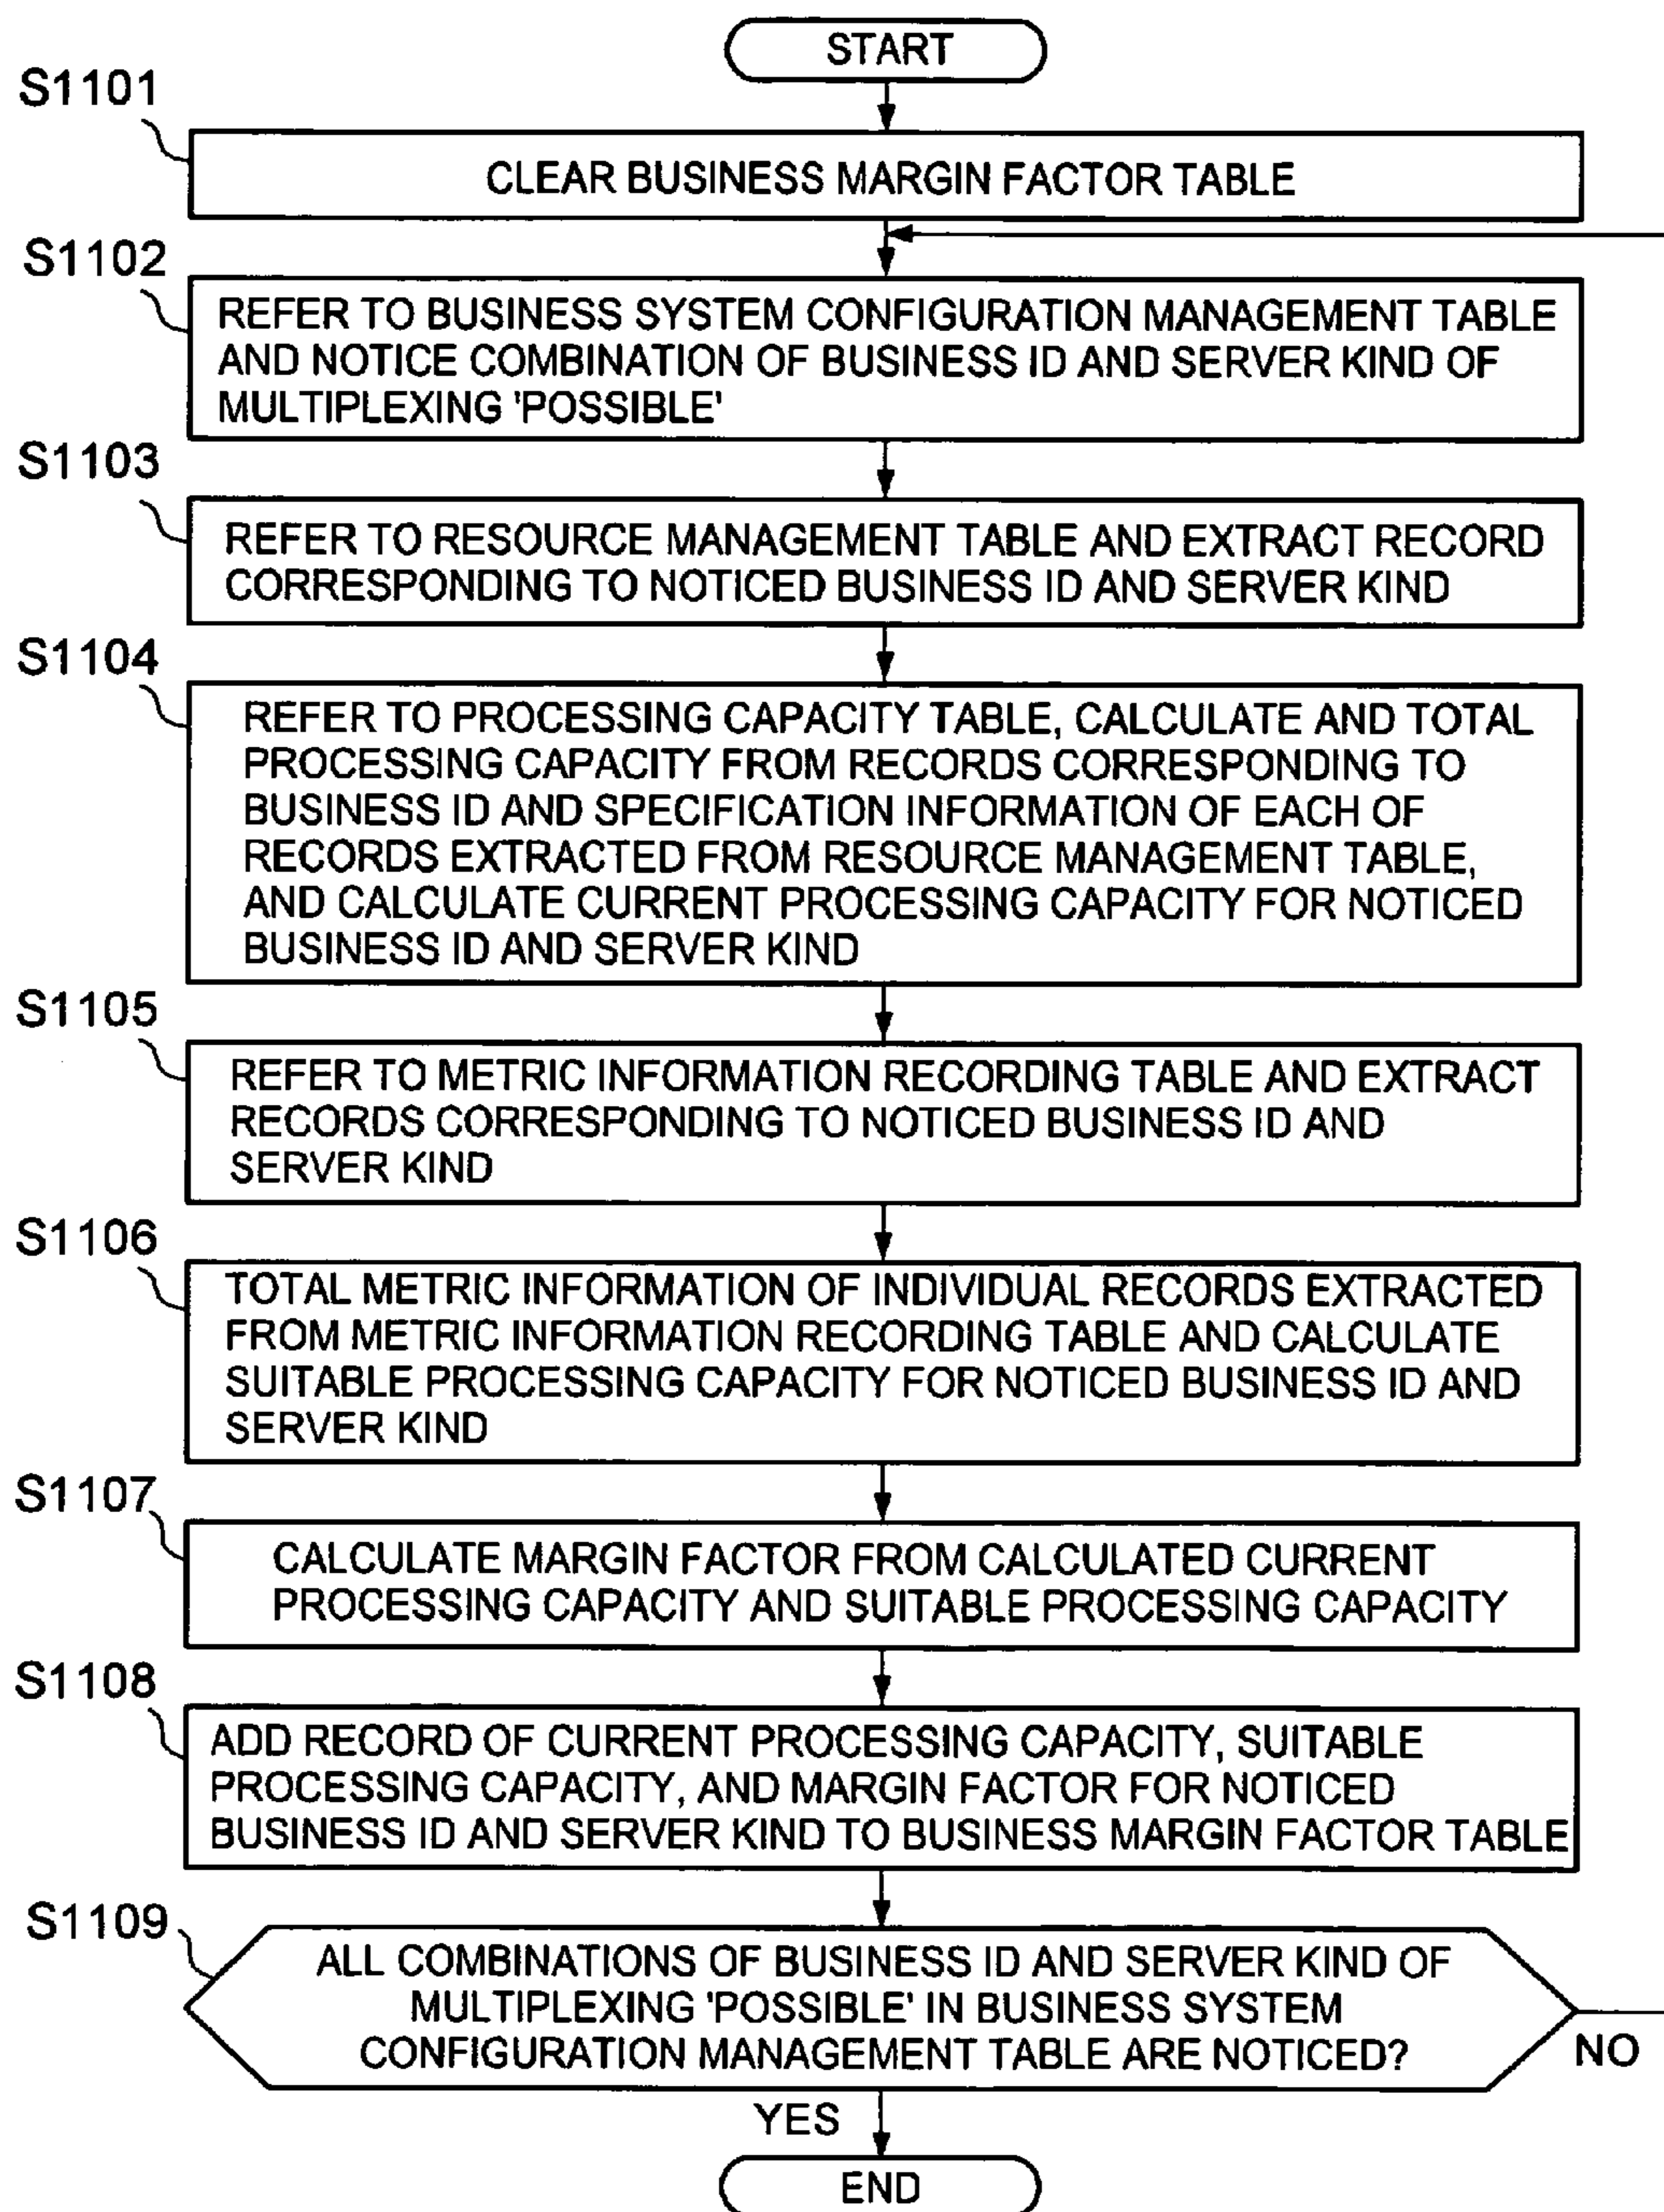 START
S1101
CLEAR BUSINESS MARGIN FACTOR TABLE
S1102
REFER TO BUSINESS SYSTEM CONFIGURATION MANAGEMENT TABLE
AND NOTICE COMBINATION OF BUSINESS ID AND SERVER KIND OF
MULTIPLEXING 'POSSIBLE'
S1103
REFER TO RESOURCE MANAGEMENT TABLE AND EXTRACT RECORD
CORRESPONDING TO NOTICED BUSINESS ID AND SERVER KIND
S1104
REFER TO PROCESSING CAPACITY TABLE, CALCULATE AND TOTAL
PROCESSING CAPACITY FROM RECORDS CORRESPONDING TO
BUSINESS ID AND SPECIFICATION INFORMATION OF EACH OF
RECORDS EXTRACTED FROM RESOURCE MANAGEMENT TABLE,
AND CALCULATE CURRENT PROCESSING CAPACITY FOR NOTICED
BUSINESS ID AND SERVER KIND
S1105
REFER TO METRIC INFORMATION RECORDING TABLE AND EXTRACT
RECORDS CORRESPONDING TO NOTICED BUSINESS ID AND
SERVER KIND
S1106
TOTAL METRIC INFORMATION OF INDIVIDUAL RECORDS EXTRACTED
FROM METRIC INFORMATION RECORDING TABLE AND CALCULATE
SUITABLE PROCESSING CAPACITY FOR NOTICED BUSINESS ID AND
SERVER KIND
S1107
CALCULATE MARGIN FACTOR FROM CALCULATED CURRENT
PROCESSING CAPACITY AND SUITABLE PROCESSING CAPACITY
S1108
ADD RECORD OF CURRENT PROCESSING CAPACITY, SUITABLE
PROCESSING CAPACITY, AND MARGIN FACTOR FOR NOTICED
BUSINESS ID AND SERVER KIND TO BUSINESS MARGIN FACTOR TABLE
S1109
ALL COMBINATIONS OF BUSINESS ID AND SERVER KIND OF
MULTIPLEXING 'POSSIBLE' IN BUSINESS SYSTEM
CONFIGURATION MANAGEMENT TABLE ARE NOTICED?
NO
YES
END